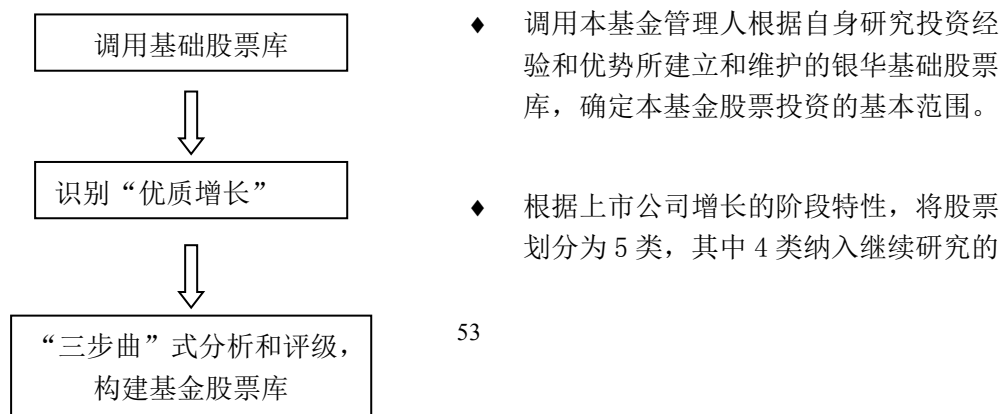 调用基础股票库
识别“优质增长”
“三步曲”式分析和评级，
构建基金股票库
♦ 调用本基金管理人根据自身研究投资经
验和优势所建立和维护的银华基础股票
库，确定本基金股票投资的基本范围。
♦ 根据上市公司增长的阶段特性，将股票
划分为 5 类，其中 4 类纳入继续研究的
53